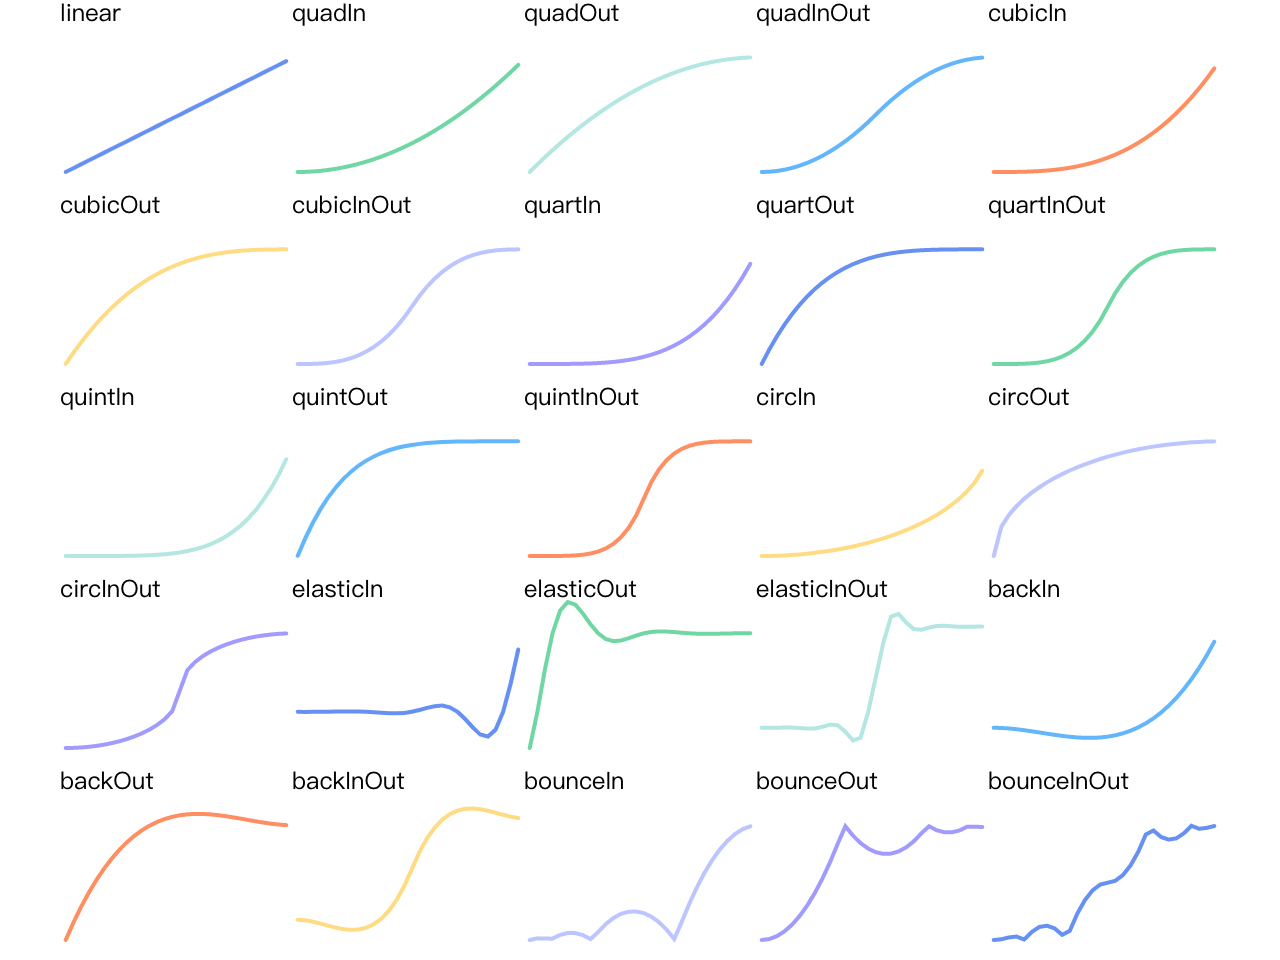 linear quadIn quadOut quadInOut cubicIn
cubicOut cubicInOut quartIn quartOut quartInOut
quintIn quintOut quintInOut circIn circOut
circInOut elasticIn elasticOut elasticInOut backIn
backOut backInOut bounceIn bounceOut bounceInOut